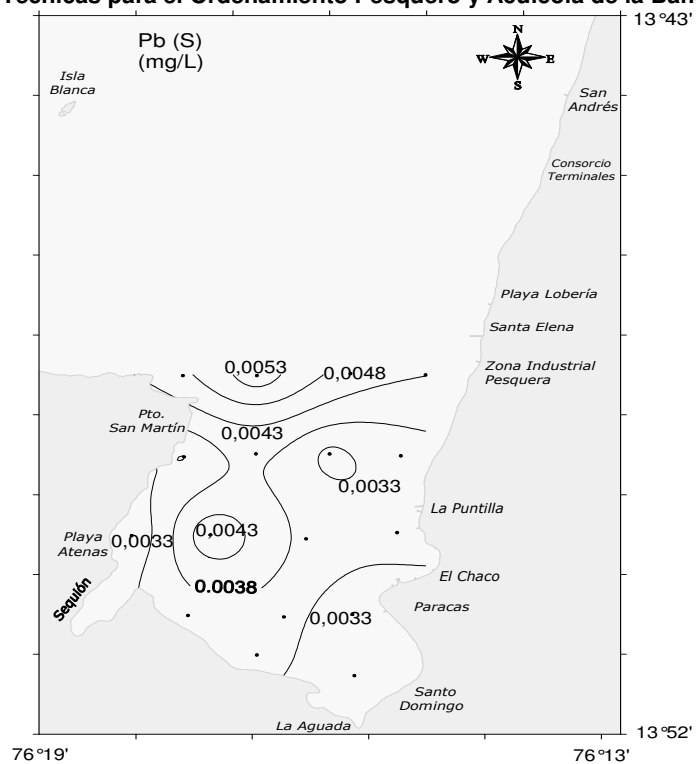 Técnicas para el Ordenamiento Pesquero y Acuícola de la
13°43'
Pb (S)
(mg/L)
N
W
E
S
Isla
Blanca
San
Andrés
Consorcio
Terminales
Playa Lobería
Santa Elena
Zona Industrial
Pesquera
0,0053
0,0048
Pto.
San Martín
0,0043
0,0033
La Puntilla
Playa
Atenas
0,0033
0,0043
El Chaco
0.0038
Sequión
Paracas
0,0033
Santo
Domingo
La Aguada
13°52'
76°19'
76°13'